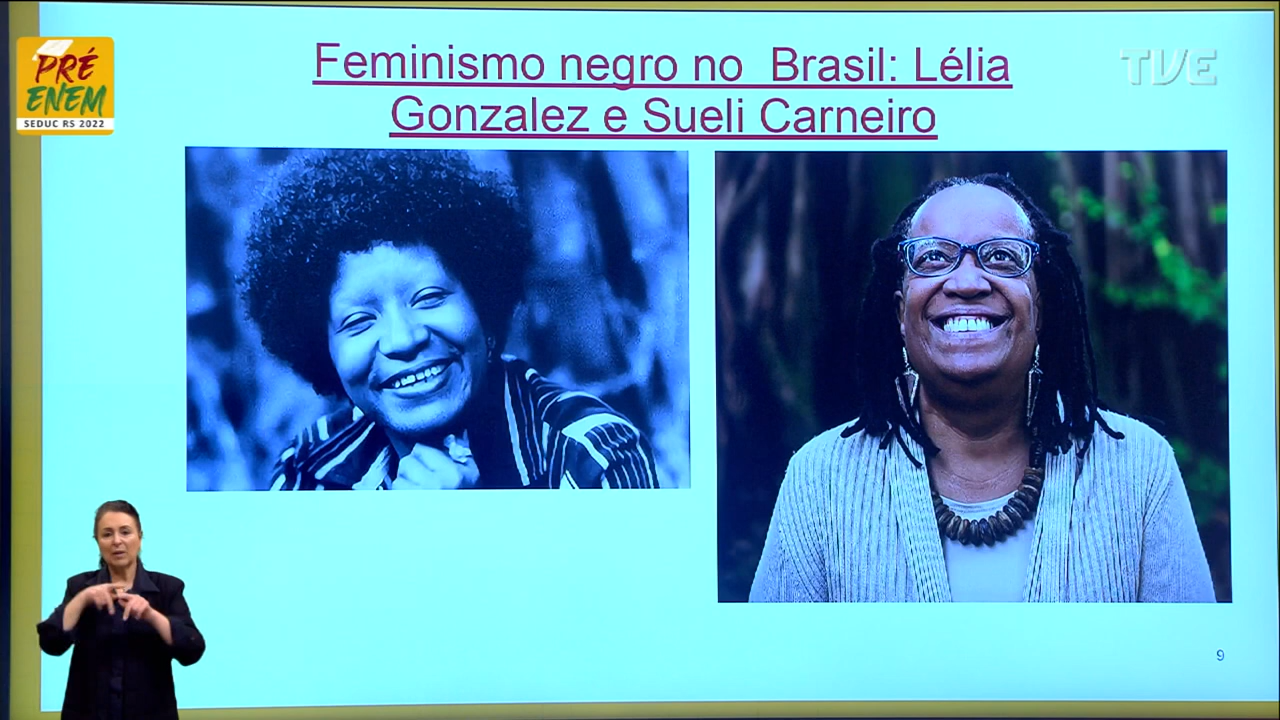 PRÉ
ENEM
SEDUC RS 2022
TVE
Feminismo negro no  Brasil: Lélia
Gonzalez e Sueli Carneiro
9